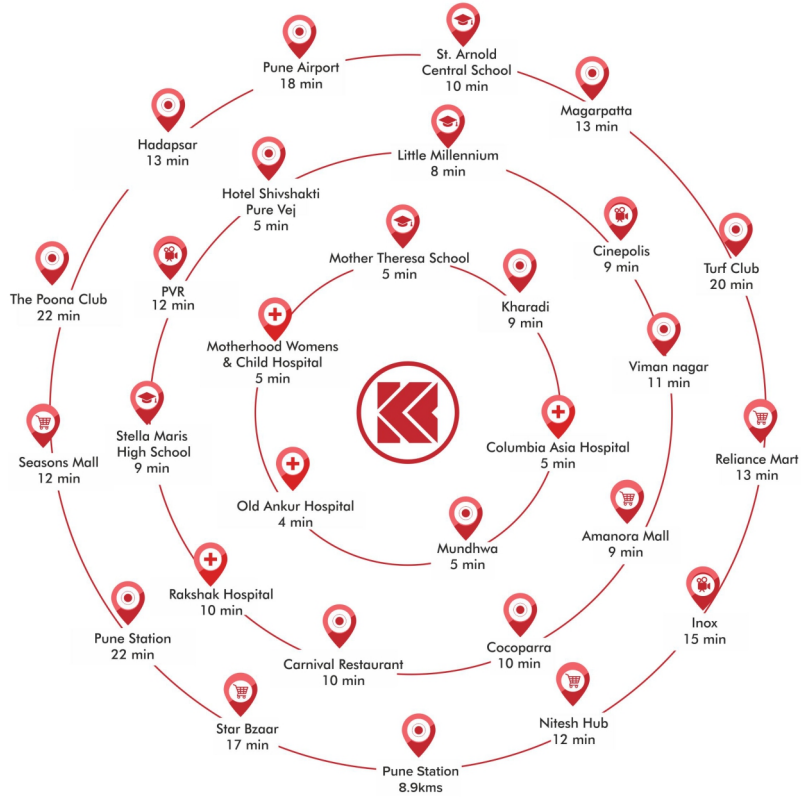 St. Arnold
Central School
10 min
Pune Airport
18 min
Magarpatta
13 min
Hadapsar
13 min
Little Millennium
8 min
Hotel Shivshakti
Pure Vej
5 min
Mother Theresa School
5 min
Cinepolis
9 min
Turf Club
20 min
The Poona Club
22 min
PVR
12 min
Kharadi
9 min
Motherhood Womens
& Child Hospital
5 min
Viman nagar
11 min
Stella Maris
High School
9 min
Columbia Asia Hospital
5 min
Seasons Mall
12 min
Reliance Mart
13 min
Old Ankur Hospital
4 min
Mundhwa
5 min
Amanora Mall
9 min
Rakshak Hospital
10 min
Inox
15 min
Pune Station
22 min
Carnival Restaurant
10 min
Cocoparra
10 min
Star Bzaar
17 min
Nitesh Hub
12 min
Pune Station
8.9kms